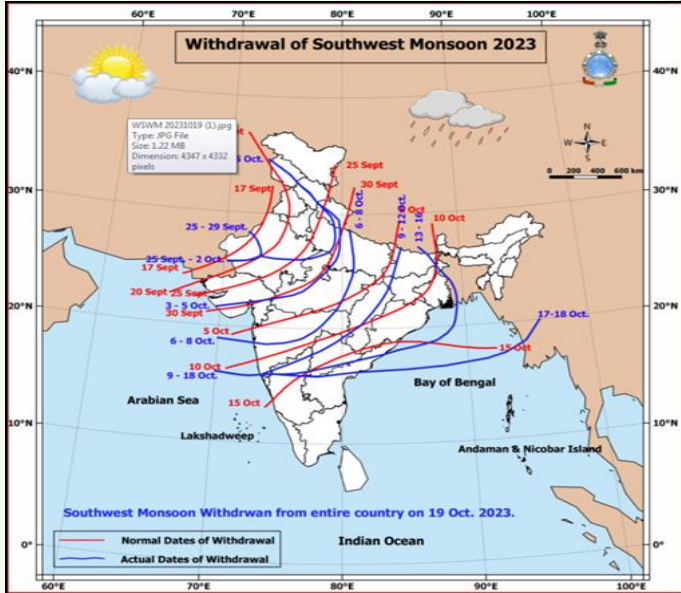 60°E
70°E
80°E
90°E
100°E
Withdrawal of Southwest Monsoon 2023
40°N
40°N
WSWM 20231019 (1).jpg
Type: JPG File
Size: 1.22 MB
Dimension: 4347 x 4332
pixels
N
W
E
S
0
200
400
600 km
Oct.
25 Sept
17 Sept
30 Sept
30°N
30°N
6 - 8 Oct.
9 - 12 Oct.
Oct
13 - 16
10 Oct
25 - 29 Sept.
25 Sept. - 2 Oct.
17 Sept
20 Sept
25 Sept
3 - 5 Oct.
30 Sept
20°N
20°N
17-18 Oct.
5 Oct
6 - 8 Oct.
15 Oct
10 Oct
9 - 18 Oct.
Bay of Bengal
Arabian Sea
15 Oct
10°N
10°N
Lakshadweep
Andaman & Nicobar Island
Southwest Monsoon Withdrwan from entire country on 19 Oct. 2023.
Normal Dates of Withdrawal
Actual Dates of Withdrawal
Indian Ocean
0°
0°
60°E
70°E
80°E
90°E
100°E